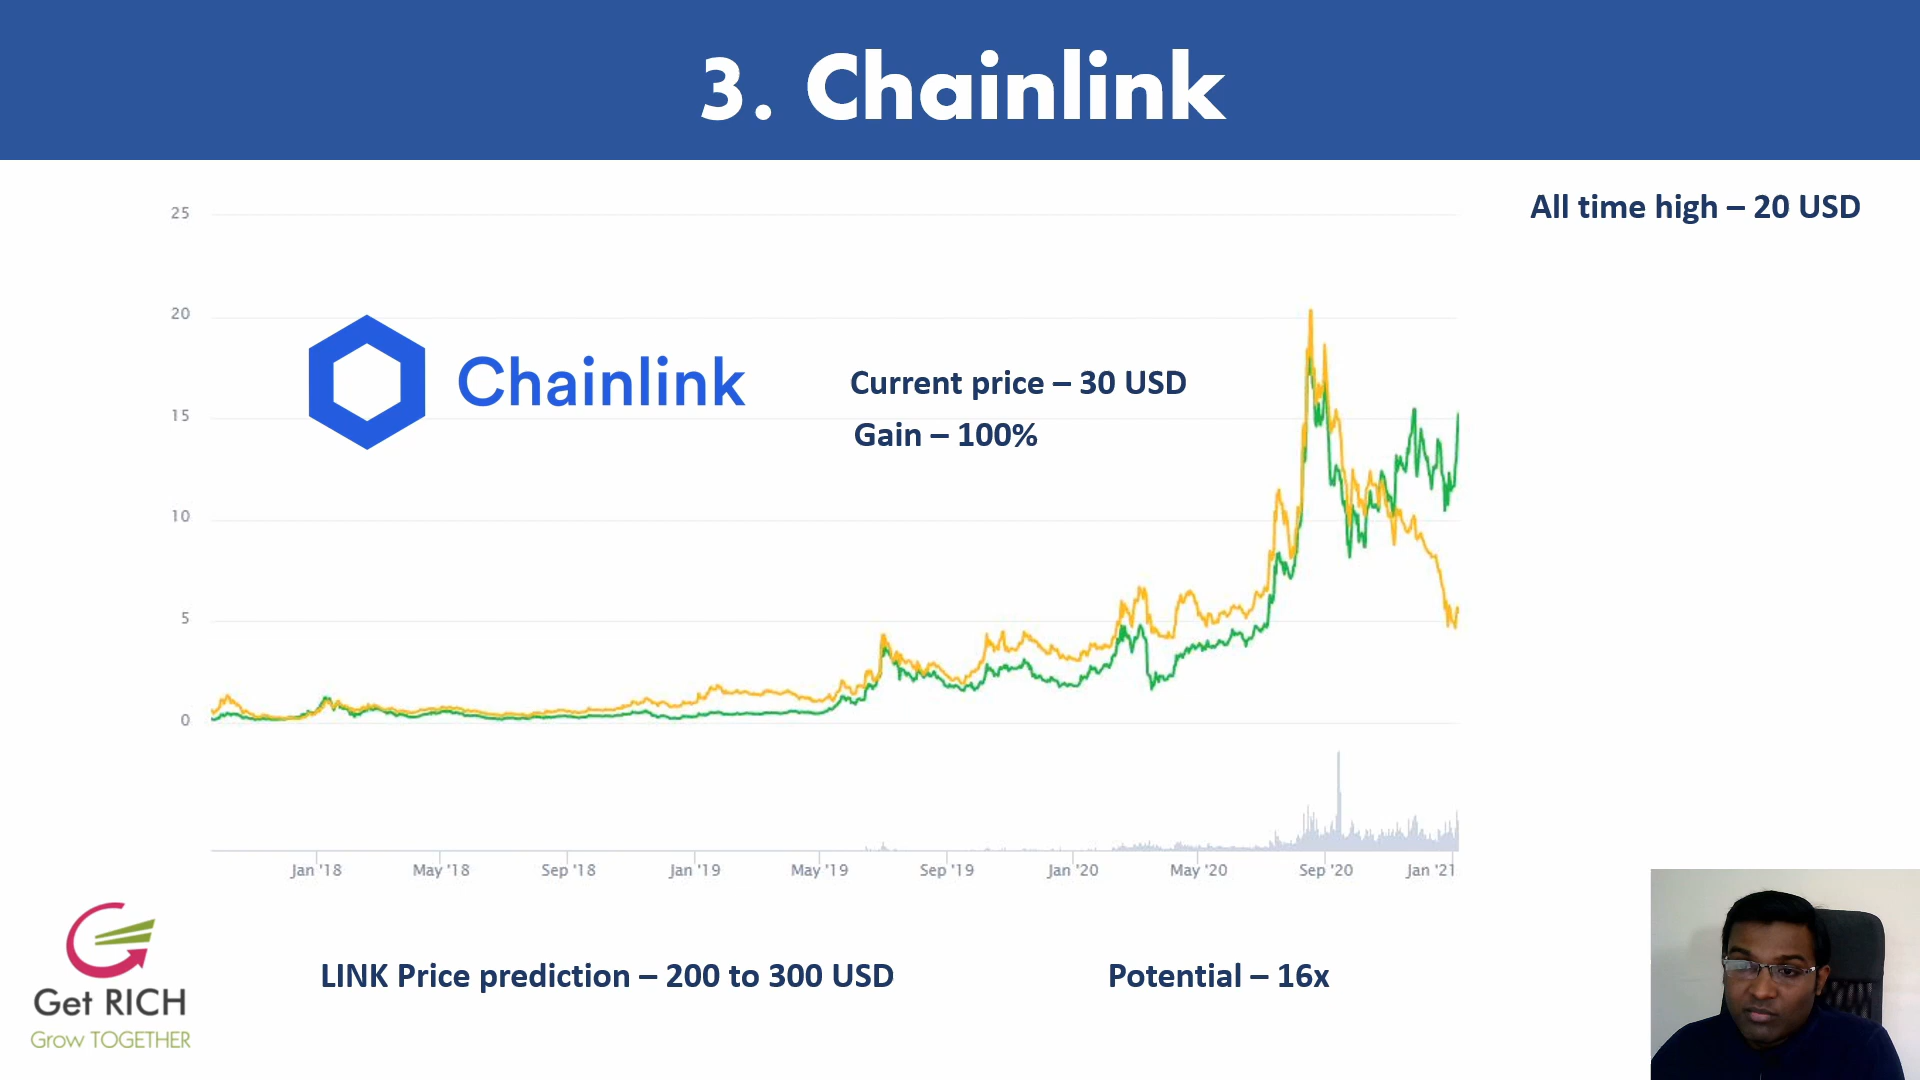 3. Chainlink
All time high – 20 USD
25
20
15
10
5
0
Chainlink
Current price – 30 USD
Gain – 100%
Jan '18
May '18
Sep '18
Jan '19
May '19
Sep '19
Jan '20
May '20
Sep '20
Jan '21
Get RICH
Grow TOGETHER
LINK Price prediction – 200 to 300 USD
Potential – 16x